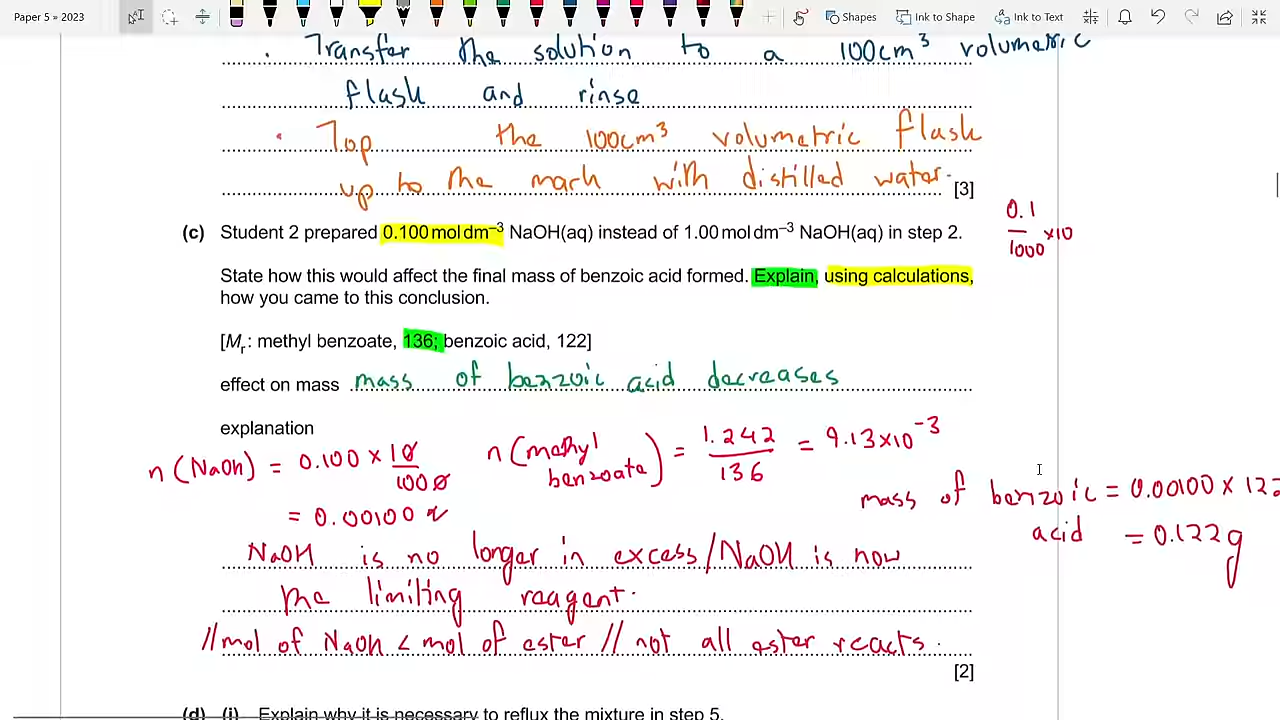 Paper 5 » 2023
Shapes
Ink to Shape
Ink to Text
· Transfer the solution to a 100cm³ volumetric
flask and rinse
· Top the 100cm³ volumetric flask
up to the mark with distilled water. [3]
(c) Student 2 prepared 0.100 mol dm⁻³ NaOH(aq) instead of 1.00 mol dm⁻³ NaOH(aq) in step 2.
0.1
1000 ×10
State how this would affect the final mass of benzoic acid formed. Explain, using calculations,
how you came to this conclusion.
[Mr: methyl benzoate, 136; benzoic acid, 122]
effect on mass mass of benzoic acid decreases
explanation
n (NaOH) = 0.100 × 10/1000
= 0.00100
n (methyl benzoate) = 1.242/136 = 9.13×10⁻³
mass of benzoic acid = 0.00100 × 122
= 0.122g
NaOH is no longer in excess / NaOH is now
the limiting reagent.
// mol of NaOH < mol of ester // not all ester reacts.
[2]
(d) (i) Explain why it is necessary to reflux the mixture in step 5.